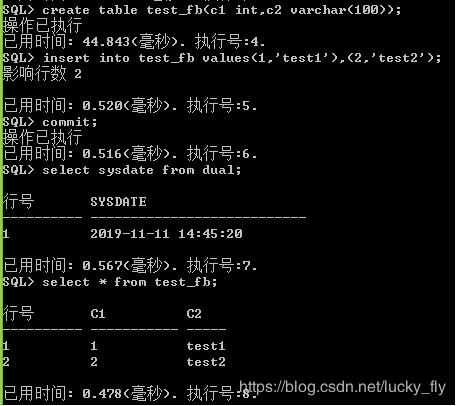 SQL> create table test_fb(c1 int,c2 varchar(100));
操作已执行
已用时间: 44.843(毫秒). 执行号:4.
SQL> insert into test_fb values(1,'test1'),(2,'test2');
影响行数 2
已用时间: 0.520(毫秒). 执行号:5.
SQL> commit;
操作已执行
已用时间: 0.516(毫秒). 执行号:6.
SQL> select sysdate from dual;
行号 SYSDATE
---------- ---------------------------
1 2019-11-11 14:45:20
已用时间: 0.567(毫秒). 执行号:7.
SQL> select * from test_fb;
行号 C1 C2
---------- ----------- -----
1 1 test1
2 2 test2
已用时间: 0.478(毫秒). 执行号:8.
https://blog.csdn.net/lucky_fly